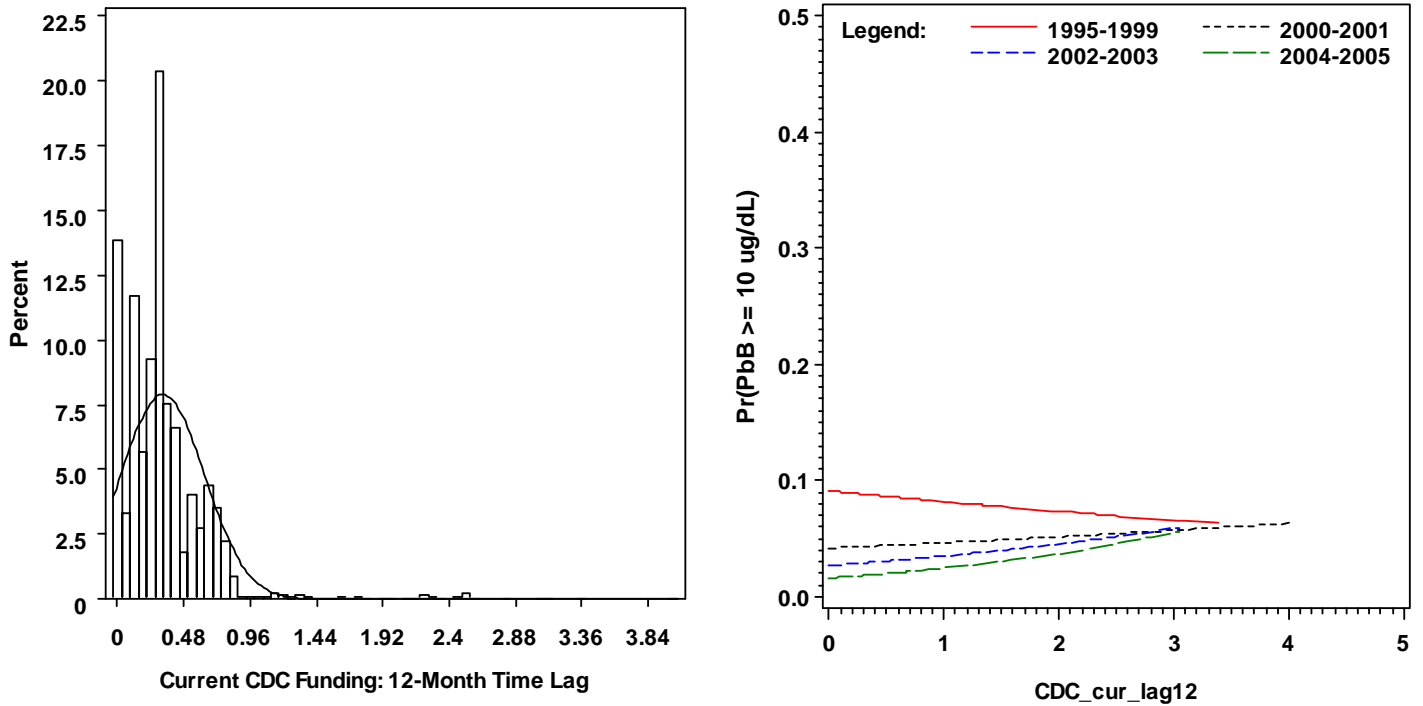 22.5
20.0
17.5
15.0
12.5
10.0
7.5
5.0
2.5
0
Percent
0 0.48 0.96 1.44 1.92 2.4 2.88 3.36 3.84
Current CDC Funding: 12-Month Time Lag
Legend: 1995-1999 2000-2001
2002-2003 2004-2005
0.5
0.4
0.3
0.2
0.1
0.0
Pr(PbB >= 10 ug/dL)
0 1 2 3 4 5
CDC_cur_lag12